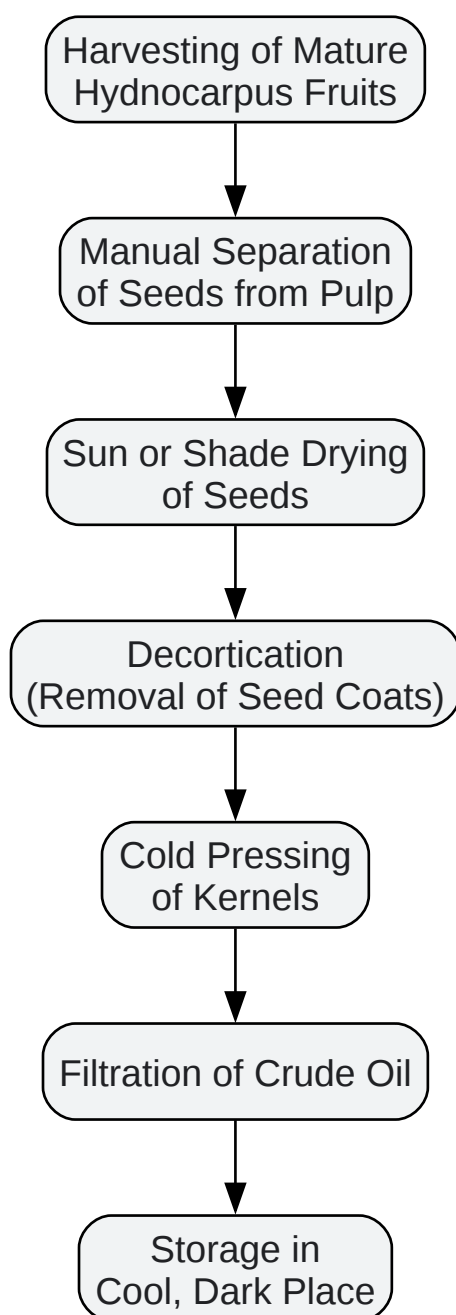 Harvesting of Mature
Hydnocarpus Fruits
Manual Separation
of Seeds from Pulp
Sun or Shade Drying
of Seeds
Decortication
(Removal of Seed Coats)
Cold Pressing
of Kernels
Filtration of Crude Oil
Storage in
Cool, Dark Place